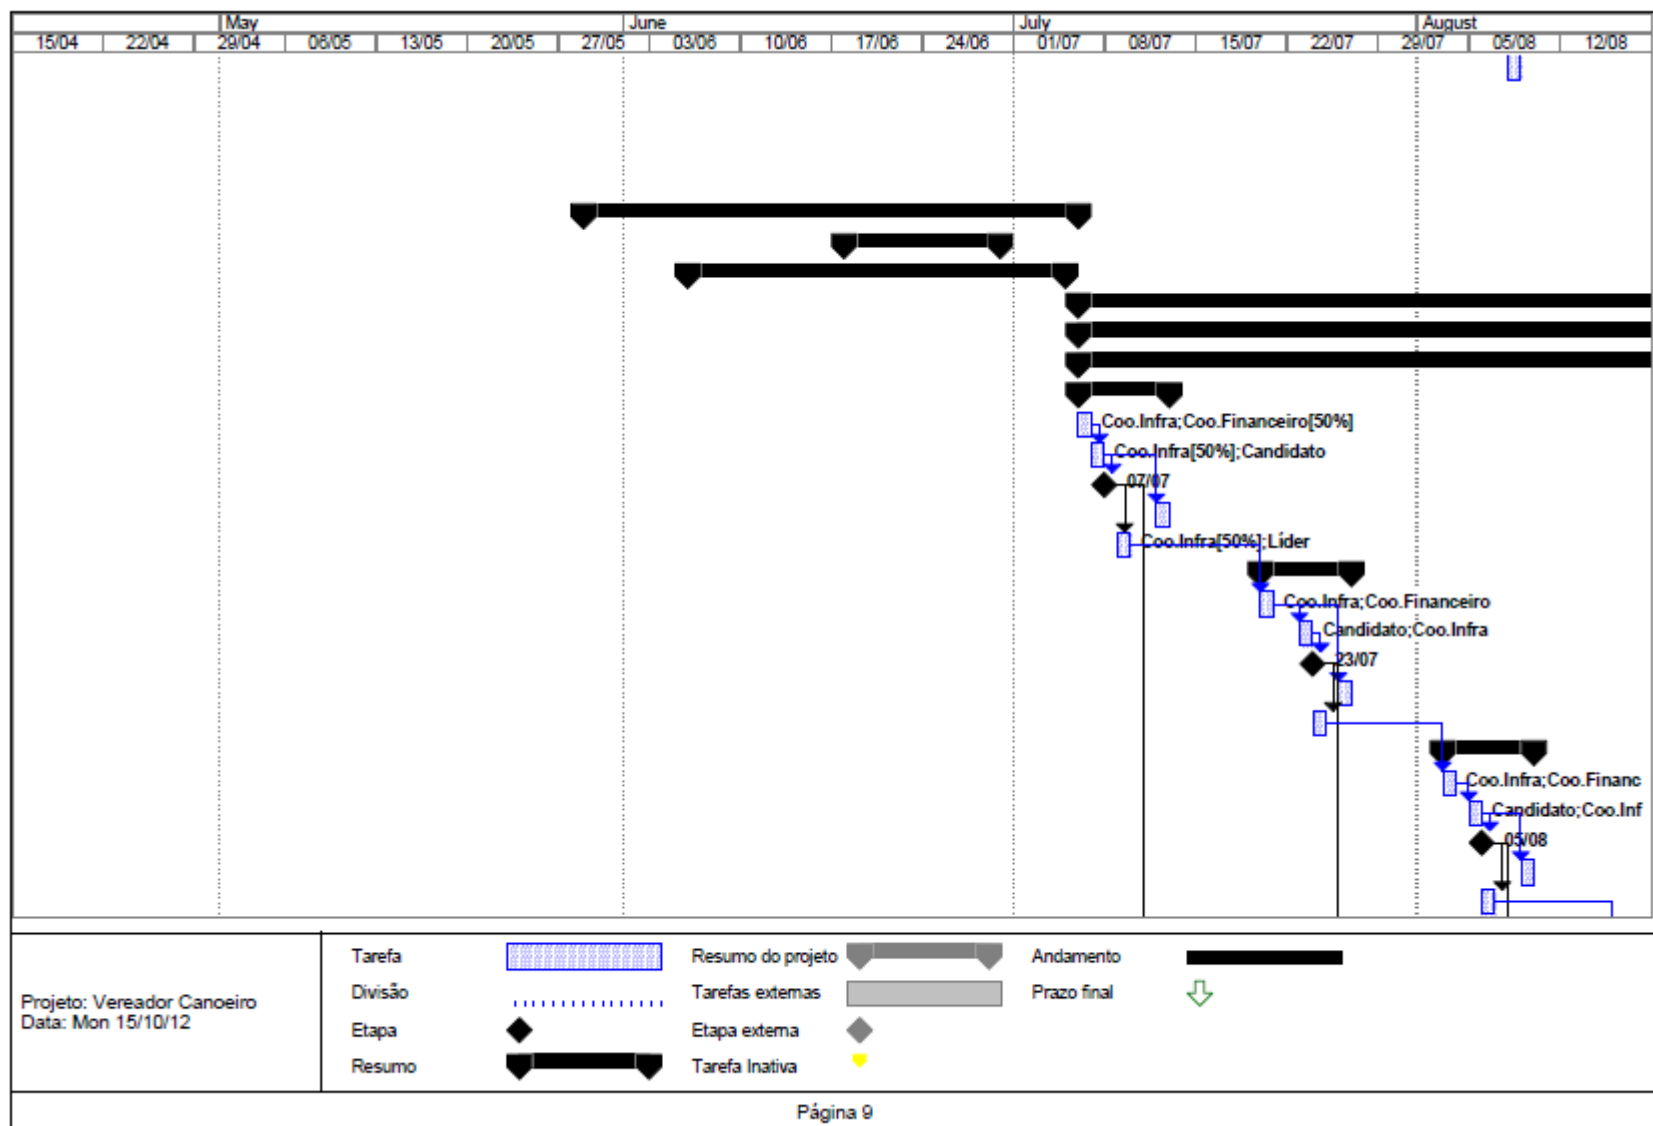 May June July August
15/04 22/04 29/04 06/05 13/05 20/05 27/05 03/06 10/06 17/06 24/06 01/07 08/07 15/07 22/07 29/07 05/08 12/08
Coo.Infra;Coo.Financeiro[50%]
Coo.Infra[50%];Candidato
07/07
Coo.Infra[50%];Líder
Coo.Infra;Coo.Financeiro
Candidato;Coo.Infra
23/07
Coo.Infra;Coo.Financ
Candidato;Coo.Inf
05/08
Projeto: Vereador Canoeiro
Data: Mon 15/10/12
Tarefa Resumo do projeto Andamento
Divisão Tarefas externas Prazo final
Etapa Etapa externa
Resumo Tarefa Inativa
Página 9